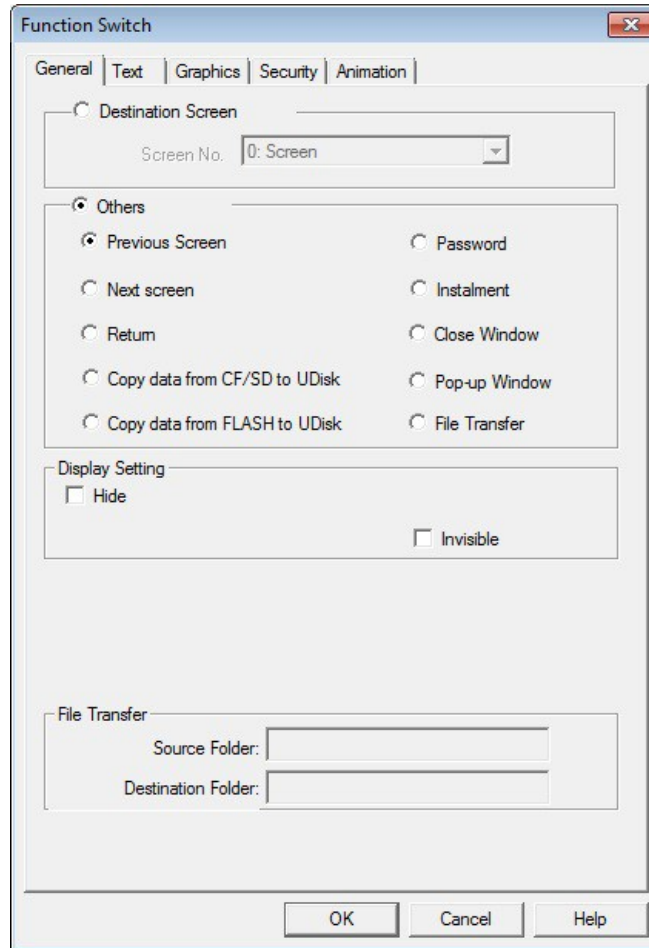 Function Switch
General Text Graphics Security Animation
Destination Screen
Screen No. 0: Screen
Others
Previous Screen
Password
Next screen
Instalment
Return
Close Window
Copy data from CF/SD to UDisk
Pop-up Window
Copy data from FLASH to UDisk
File Transfer
Display Setting
Hide
Invisible
File Transfer
Source Folder:
Destination Folder:
OK Cancel Help